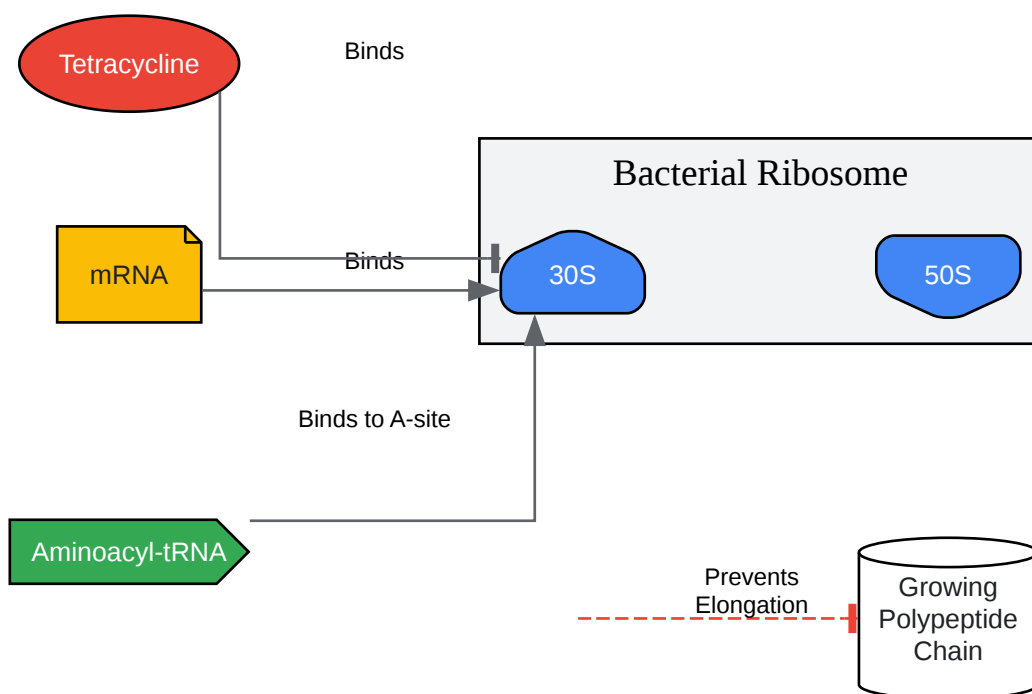 Tetracycline
Binds
Bacterial Ribosome
mRNA
Binds
30S
50S
Binds to A-site
Aminoacyl-tRNA
Prevents
Elongation
Growing
Polypeptide
Chain